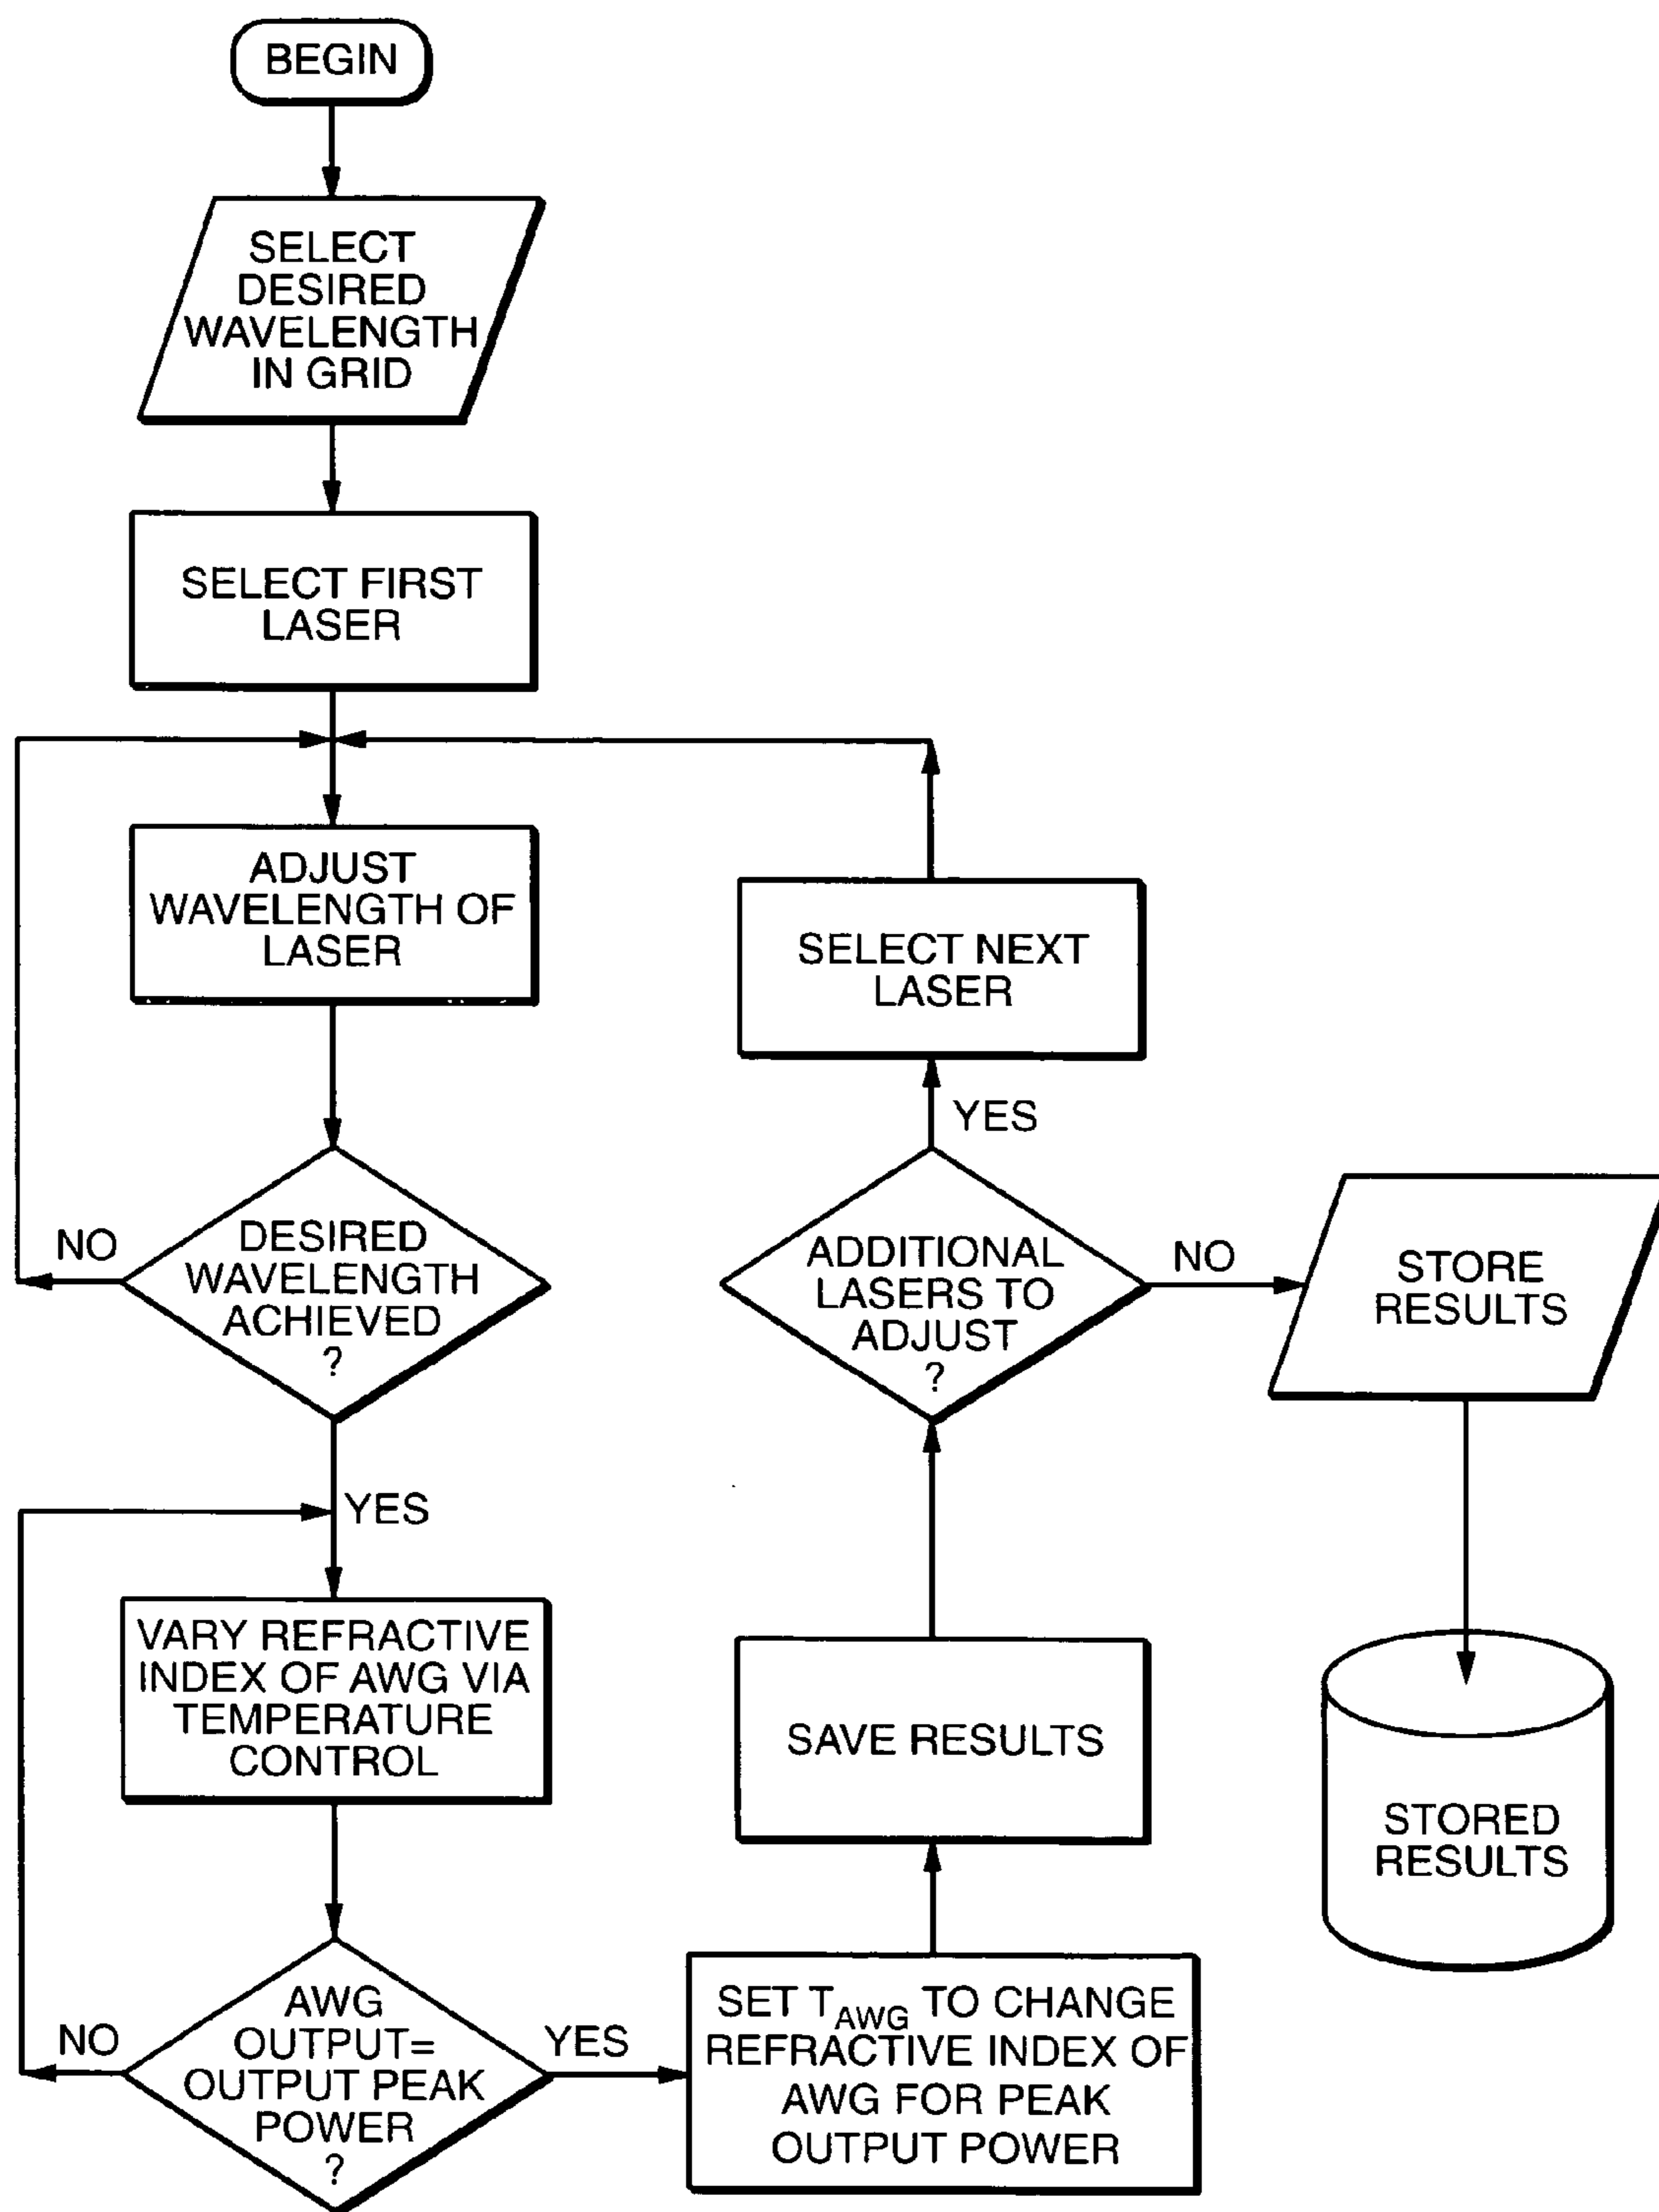 BEGIN
SELECT
DESIRED
WAVELENGTH
IN GRID
SELECT FIRST
LASER
ADJUST
WAVELENGTH OF
LASER
DESIRED
WAVELENGTH
ACHIEVED
?
NO
YES
VARY REFRACTIVE
INDEX OF AWG VIA
TEMPERATURE
CONTROL
AWG
OUTPUT=
OUTPUT PEAK
POWER
?
NO
YES
SET TAWG TO CHANGE
REFRACTIVE INDEX OF
AWG FOR PEAK
OUTPUT POWER
SAVE RESULTS
ADDITIONAL
LASERS TO
ADJUST
?
YES
SELECT NEXT
LASER
NO
STORE
RESULTS
STORED
RESULTS